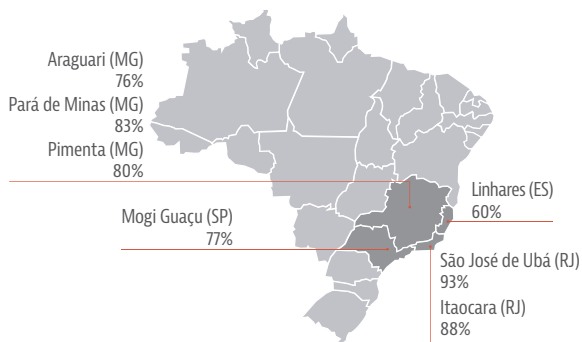 Araguari (MG)
76%
Pará de Minas (MG)
83%
Pimenta (MG)
80%
Mogi Guaçu (SP)
77%
Linhares (ES)
60%
São José de Ubá (RJ)
93%
Itaocara (RJ)
88%